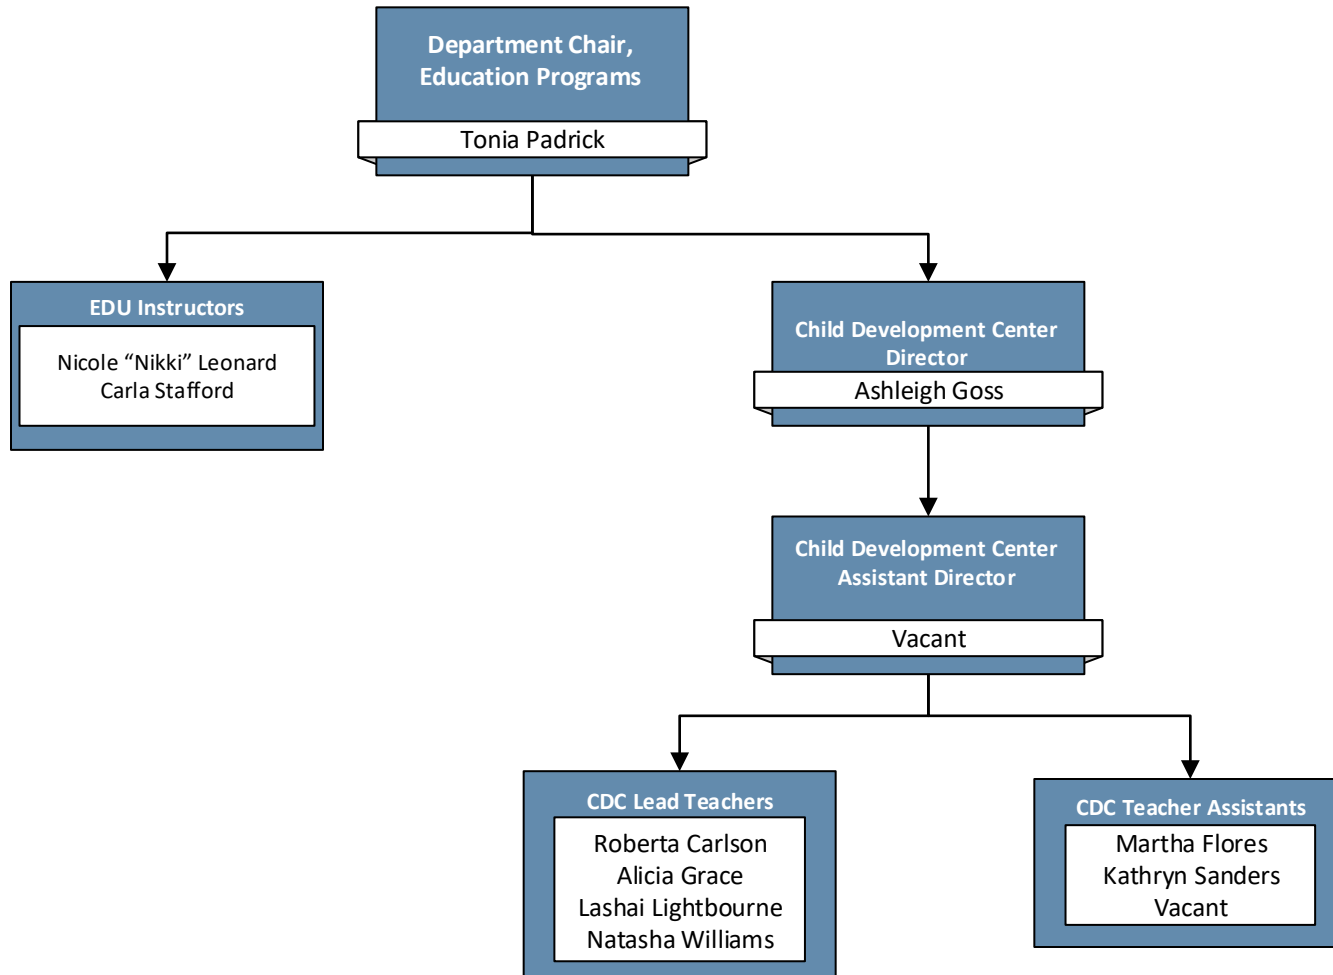 Department Chair,
Education Programs
Tonia Padrick
EDU Instructors
Nicole “Nikki” Leonard
Carla Stafford
Child Development Center
Director
Ashleigh Goss
Child Development Center
Assistant Director
Vacant
CDC Lead Teachers
Roberta Carlson
Alicia Grace
Lashai Lightbourne
Natasha Williams
CDC Teacher Assistants
Martha Flores
Kathryn Sanders
Vacant